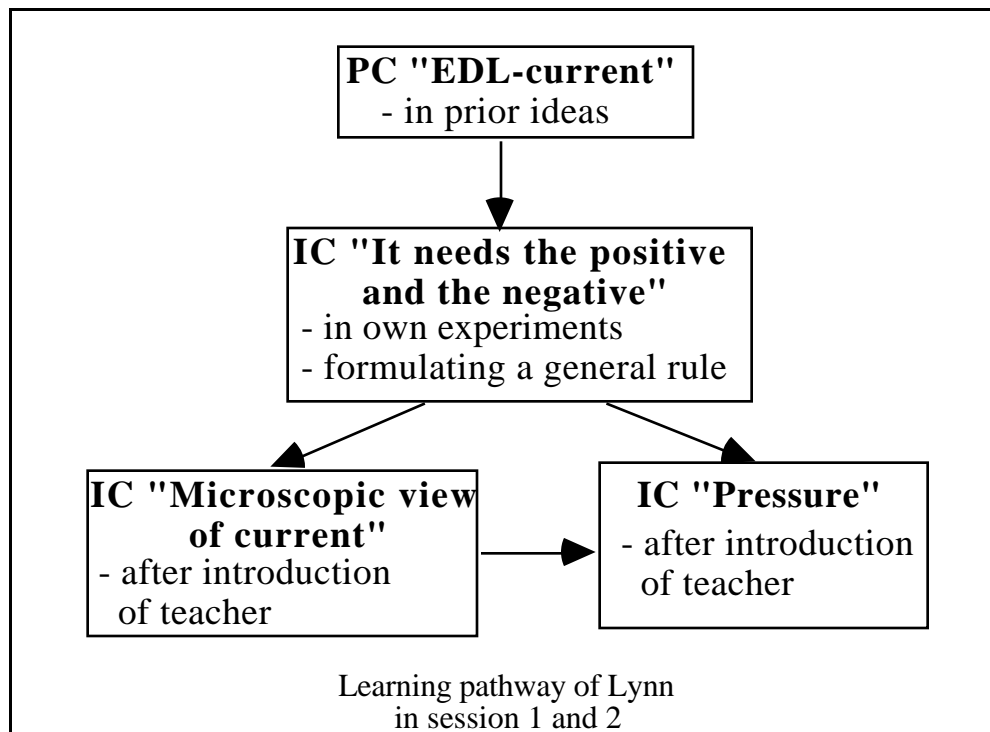 PC "EDL-current"
- in prior ideas
IC "It needs the positive
and the negative"
- in own experiments
- formulating a general rule
IC "Microscopic view
of current"
- after introduction
of teacher
IC "Pressure"
- after introduction
of teacher
Learning pathway of Lynn
in session 1 and 2